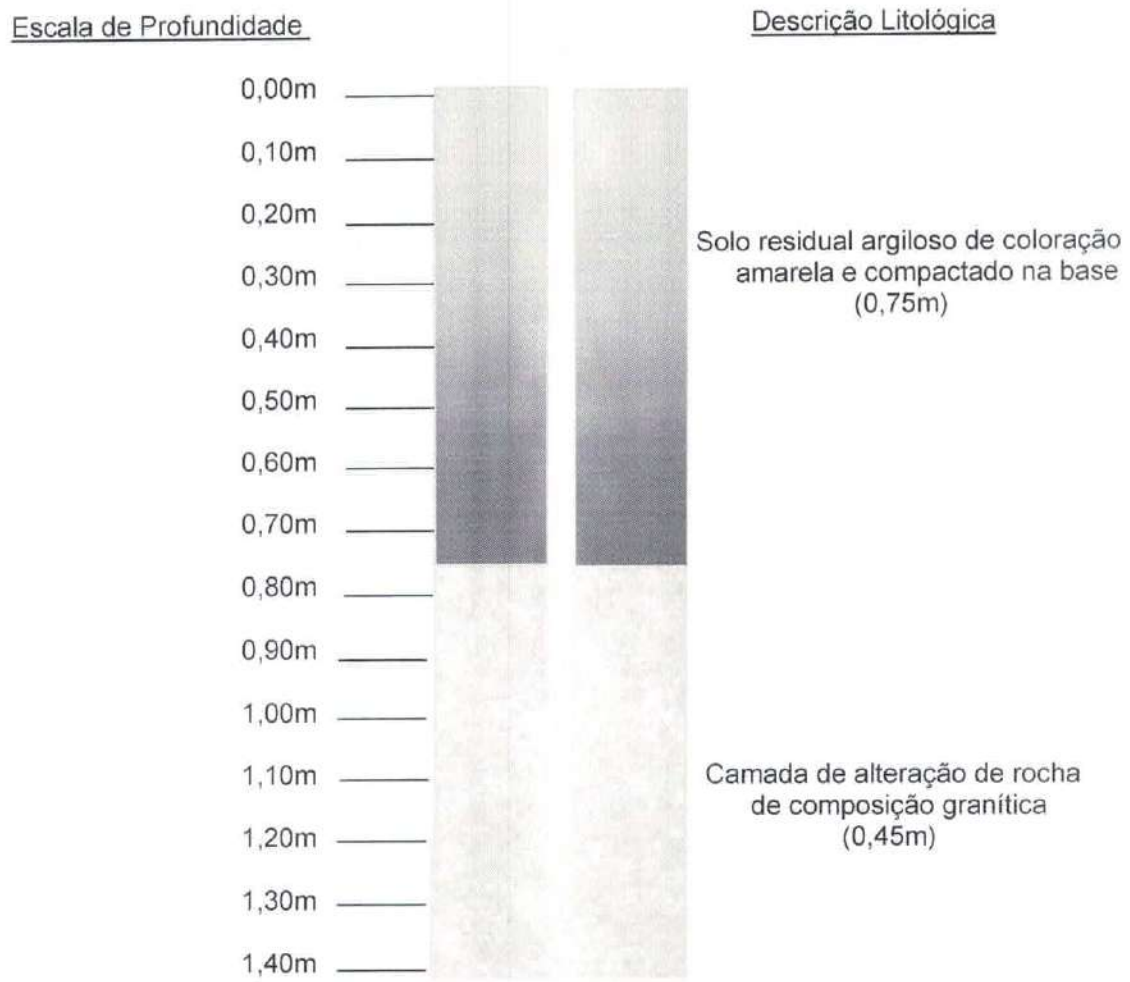 Escala de Profundidade
Descrição Litológica
0,00m
0,10m
0,20m
0,30m
0,40m
0,50m
0,60m
0,70m
0,80m
0,90m
1,00m
1,10m
1,20m
1,30m
1,40m
Solo residual argiloso de coloração
amarela e compactado na base
(0,75m)
Camada de alteração de rocha
de composição granítica
(0,45m)